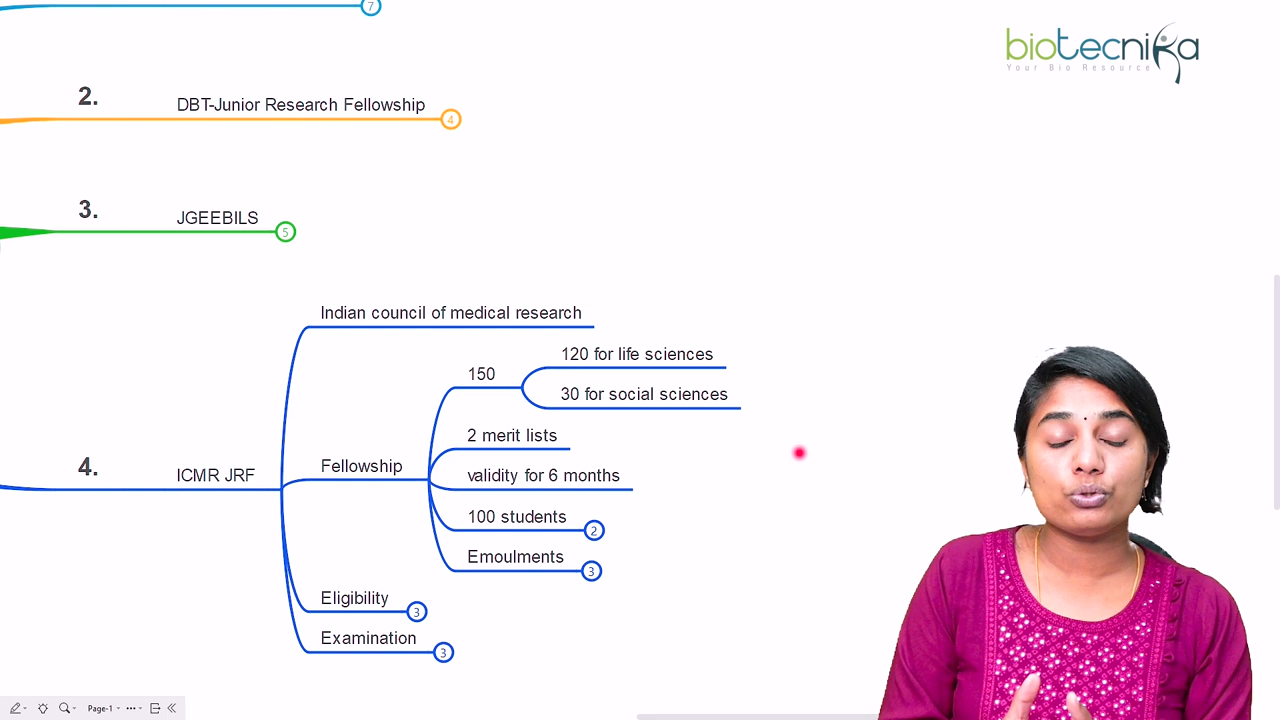 7
biotecnika
Your Bio Resource
2. DBT-Junior Research Fellowship 4
3. JGEEBILS 5
Indian council of medical research
120 for life sciences
150
30 for social sciences
2 merit lists
Fellowship
4. ICMR JRF
validity for 6 months
100 students 2
Emoulments 3
Eligibility 3
Examination 3
Page-1